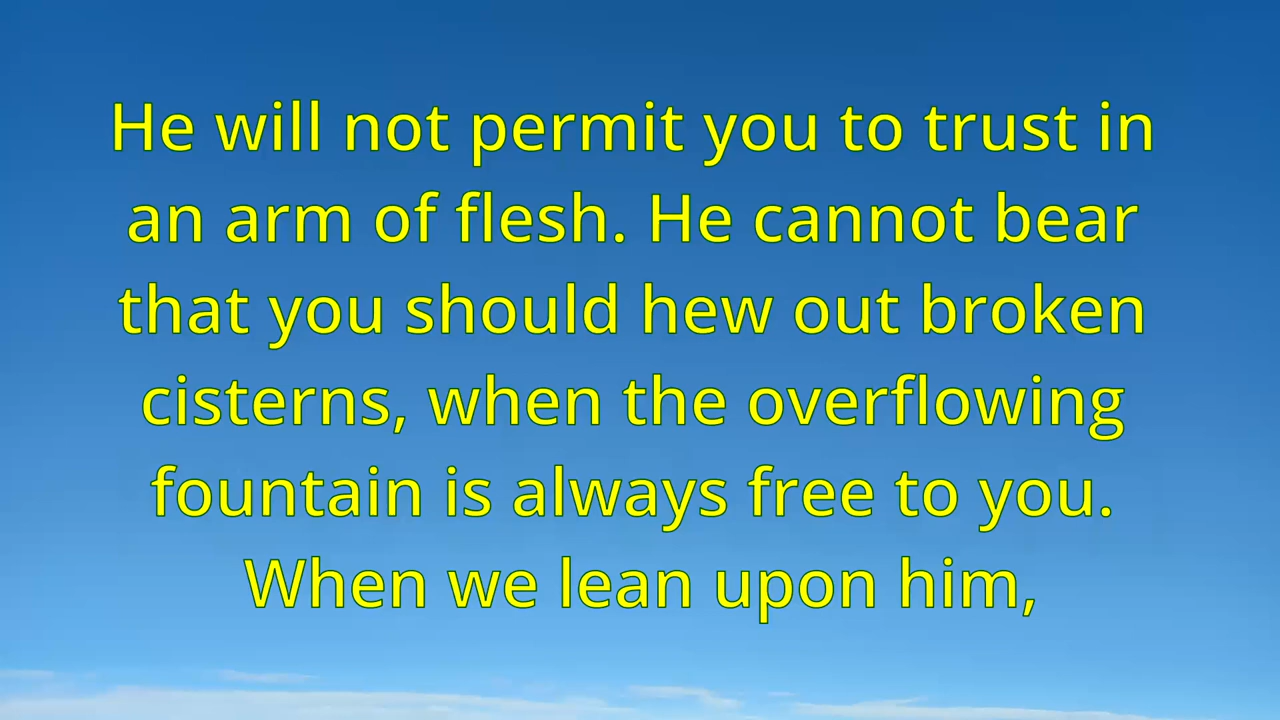 He will not permit you to trust in
an arm of flesh. He cannot bear
that you should hew out broken
cisterns, when the overflowing
fountain is always free to you.
When we lean upon him,